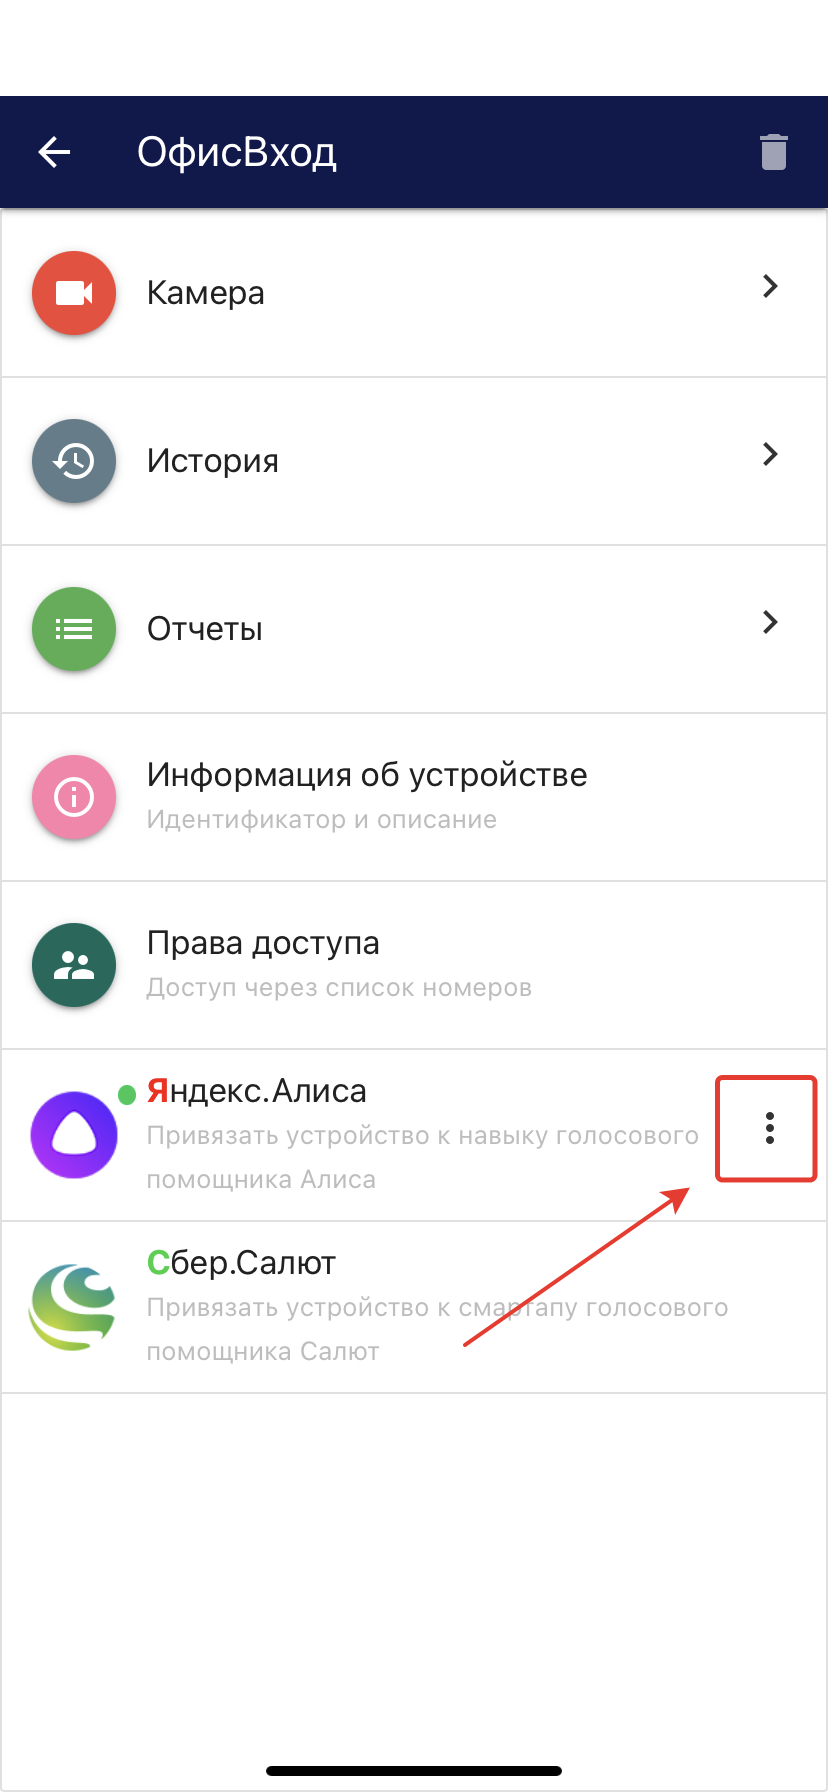 ОфисВход
Камера
История
Отчеты
Информация об устройстве
Идентификатор и описание
Права доступа
Доступ через список номеров
Яндекс.Алиса
Привязать устройство к навыку голосового
помощника Алиса
Сбер.Салют
Привязать устройство к смартапу голосового
помощника Салют